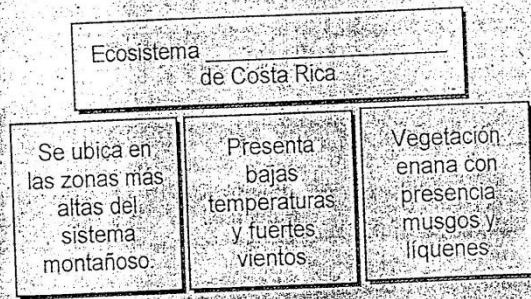 Ecosistema ____________________
de Costa Rica
Se ubica en
las zonas más
altas del
sistema
montañoso.
Presenta
bajas
temperaturas
y fuertes
vientos
Vegetación
enana con
presencia
musgos y
líquenes